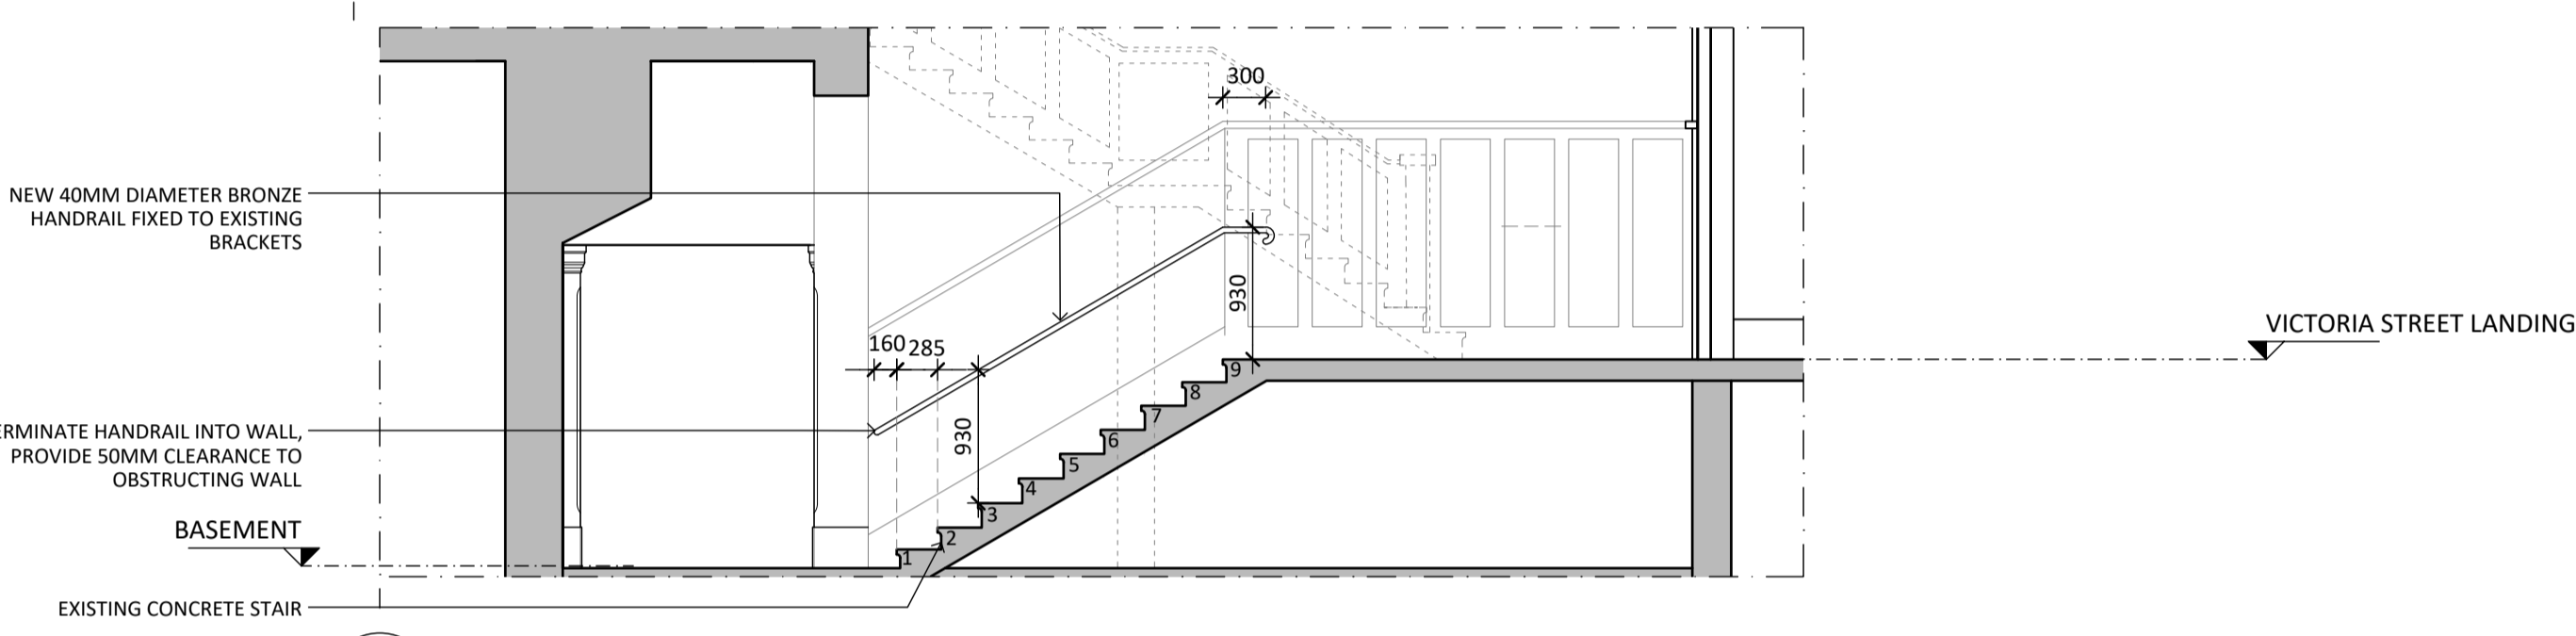 300
NEW 40MM DIAMETER BRONZE
HANDRAIL FIXED TO EXISTING
BRACKETS
930
VICTORIA STREET LANDING
160
285
9
8
7
6
5
4
3
2
1
930
ERMINATE HANDRAIL INTO WALL,
PROVIDE 50MM CLEARANCE TO
OBSTRUCTING WALL
BASEMENT
EXISTING CONCRETE STAIR